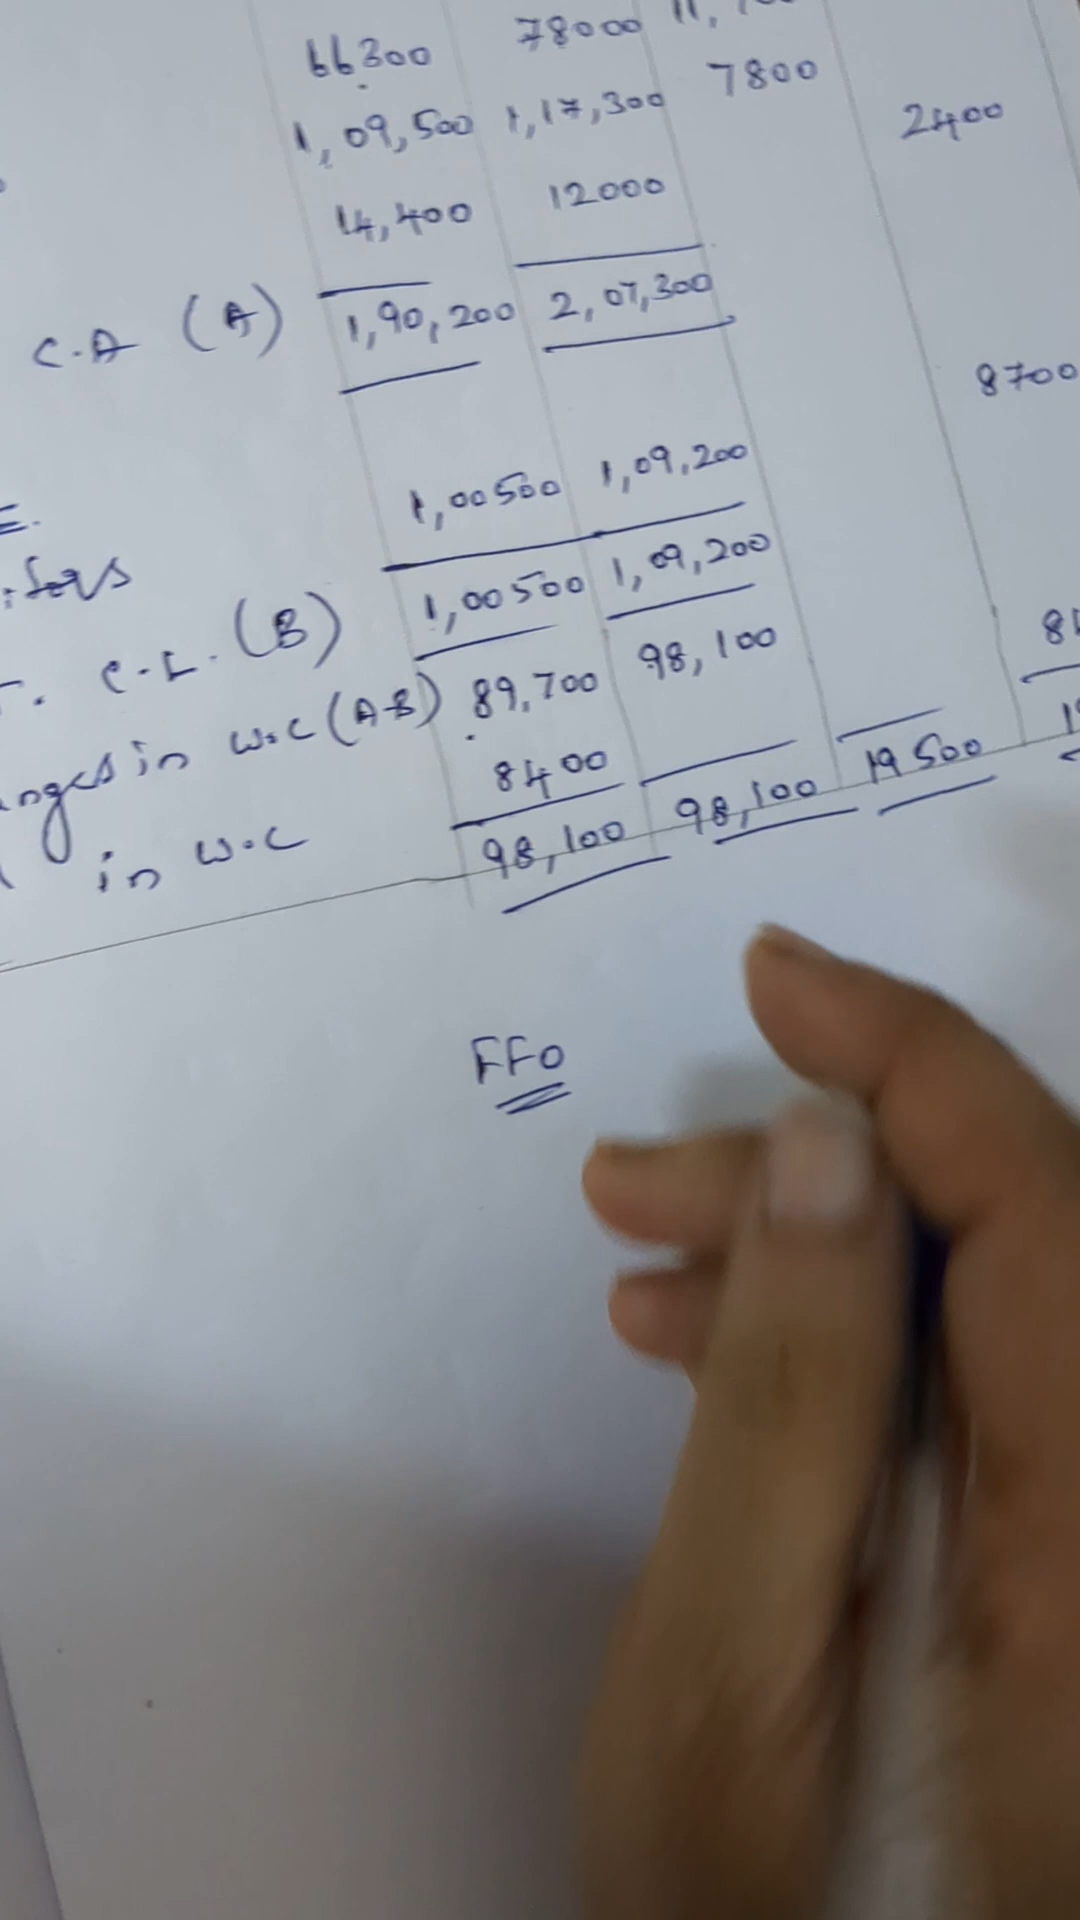 66300 78000
1,09,500 1,17,300 7800
14,400 12000 2400
C.A (A) 1,90,200 2,07,300
8700
1,00500 1,09,200
C.L. (B) 1,00500 1,09,200
in W.C (A-B) 89,700 98,100
8400
in W.C 98,100 98,100 19500
FFO